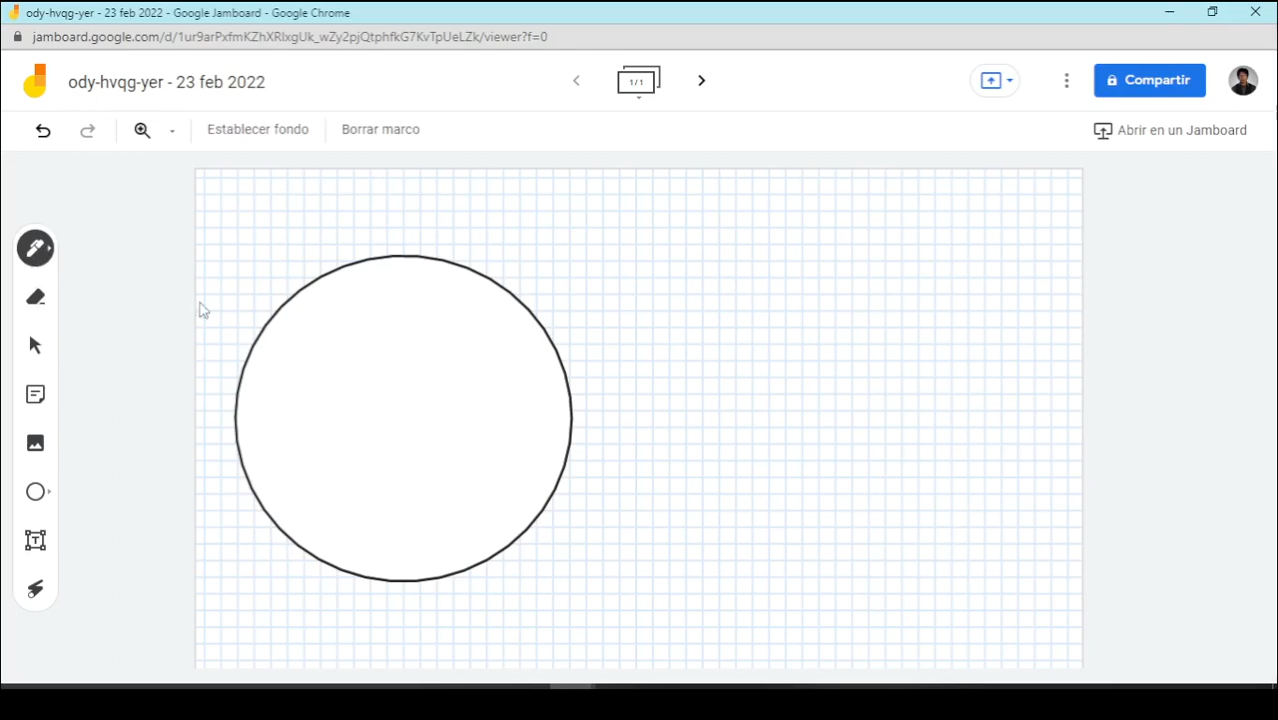 ody-hvqg-yer - 23 feb 2022 - Google Jamboard - Google Chrome
jamboard.google.com/d/1ur9arPxfmKZhXRIxgUk_wZy2pjQtphfkG7KvTpUeLZk/viewer?f=0
ody-hvqg-yer - 23 feb 2022
1/1
Compartir
Establecer fondo
Borrar marco
Abrir en un Jamboard
T